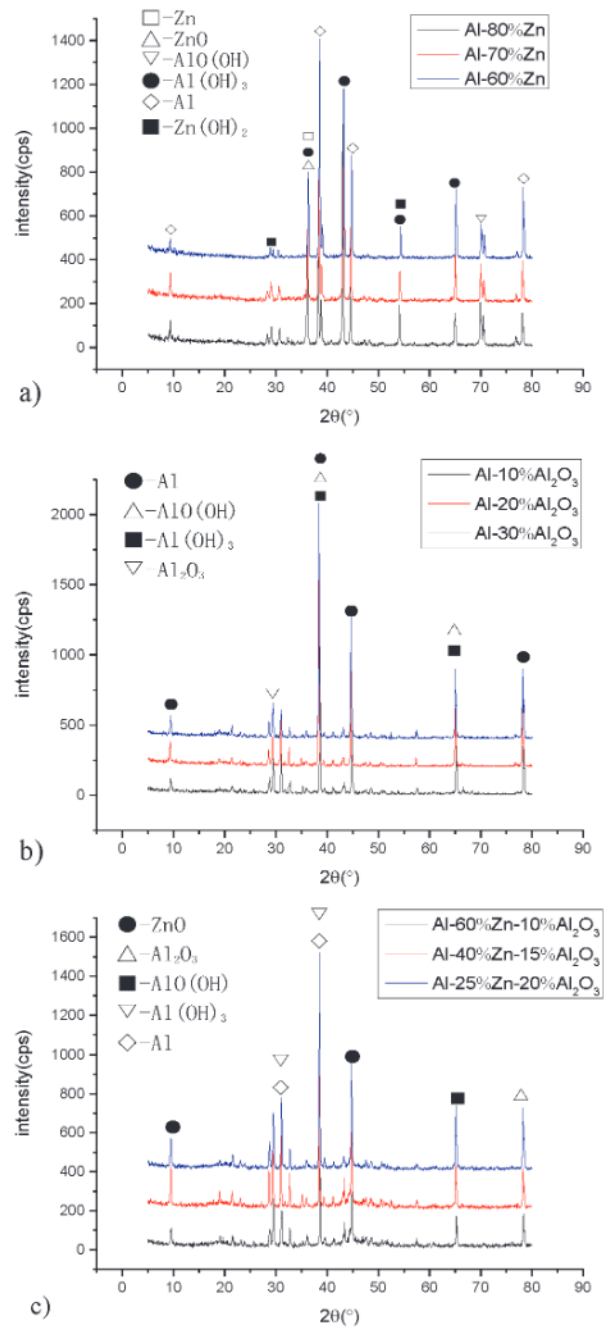 □-Zn
△-ZnO
▽-AlO(OH)
●-Al(OH)₃
◇-Al
■-Zn(OH)₂
Al-80%Zn
Al-70%Zn
Al-60%Zn
intensity(cps)
1400
1200
1000
800
600
400
200
0
0 10 20 30 40 50 60 70 80 90
2θ(°)
a)
●-Al
△-AlO(OH)
■-Al(OH)₃
▽-Al₂O₃
Al-10%Al₂O₃
Al-20%Al₂O₃
Al-30%Al₂O₃
intensity(cps)
2000
1500
1000
500
0
0 10 20 30 40 50 60 70 80 90
2θ(°)
b)
●-ZnO
△-Al₂O₃
■-AlO(OH)
▽-Al(OH)₃
◇-Al
Al-60%Zn-10%Al₂O₃
Al-40%Zn-15%Al₂O₃
Al-25%Zn-20%Al₂O₃
intensity(cps)
1600
1400
1200
1000
800
600
400
200
0
0 10 20 30 40 50 60 70 80 90
2θ(°)
c)